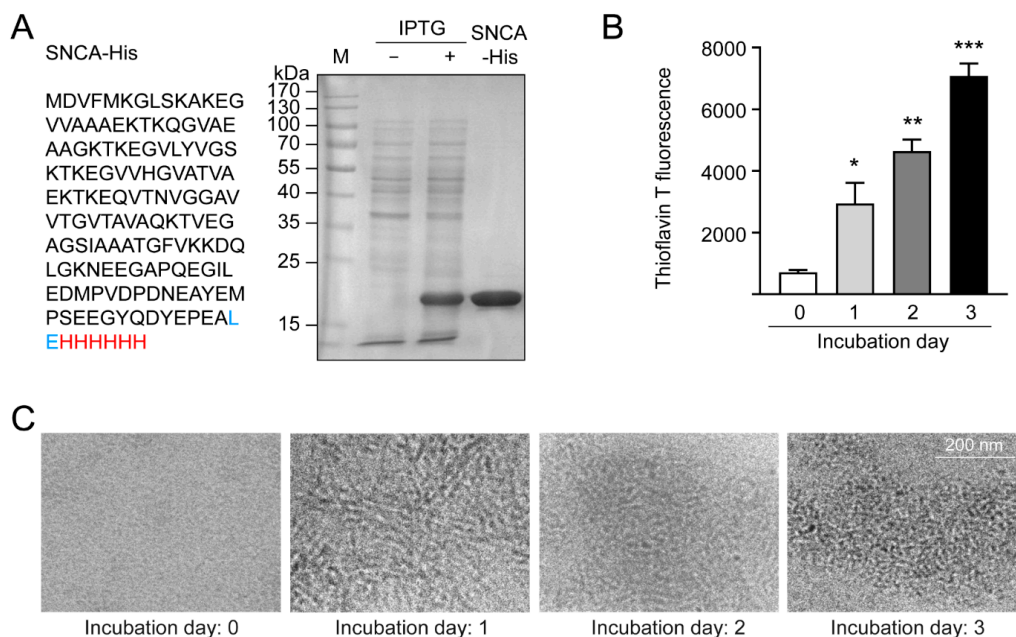 A
SNCA-His
MDVFMKGLSKAKEG
VVAAAEKTKQGVAE
AAGKTKEGVLYVGS
KTKEGVVHGVATVA
EKTKEQVTNVGGAV
VTGVTAVAQKTVEG
AGSIAAATGFVKKDQ
LGKNEEGAPQEGIL
EDMPVDPDNEAYEM
PSEEGYQDYEPEAL
EHHHHHH
IPTG
SNCA
-His
M
−
+
kDa
170
130
100
70
55
40
35
25
15
B
Thioflavin T fluorescence
8000
6000
4000
2000
*
**
***
0 1 2 3
Incubation day
C
200 nm
Incubation day: 0
Incubation day: 1
Incubation day: 2
Incubation day: 3